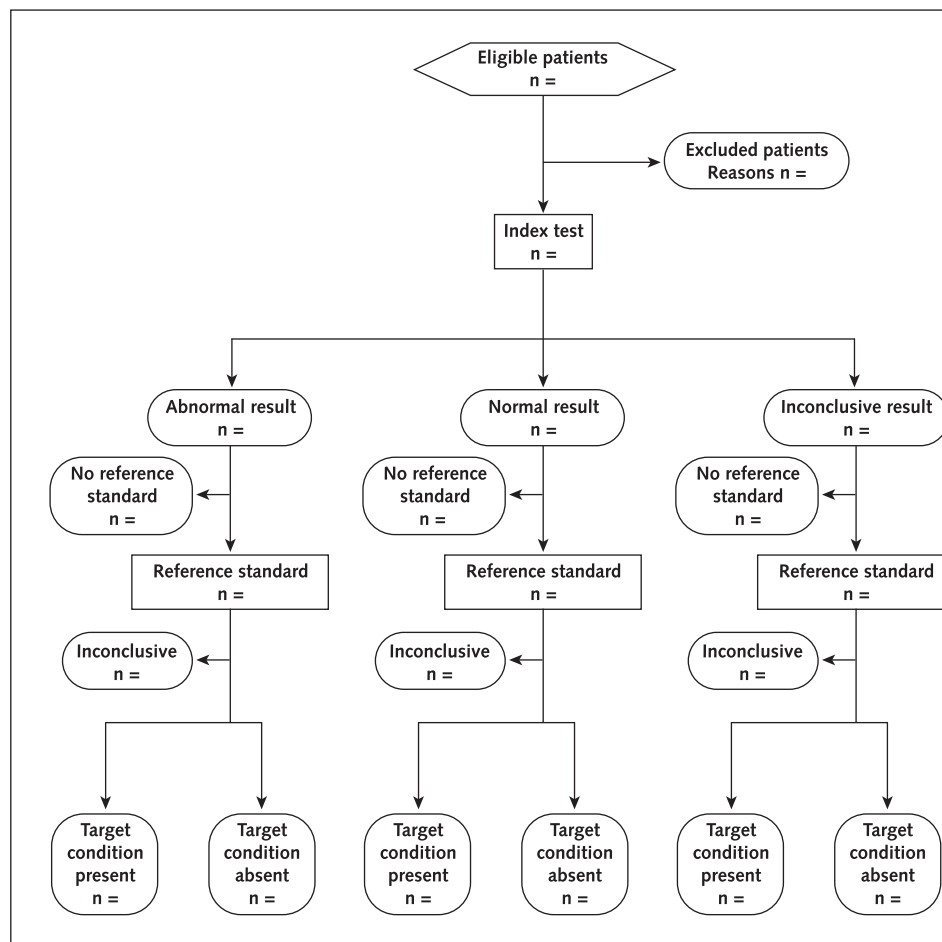 Eligible patients
n =
Excluded patients
Reasons n =
Index test
n =
Abnormal result
n =
Normal result
n =
Inconclusive result
n =
No reference
standard
n =
No reference
standard
n =
No reference
standard
n =
Reference standard
n =
Reference standard
n =
Reference standard
n =
Inconclusive
n =
Inconclusive
n =
Inconclusive
n =
Target
condition
present
n =
Target
condition
absent
n =
Target
condition
present
n =
Target
condition
absent
n =
Target
condition
present
n =
Target
condition
absent
n =